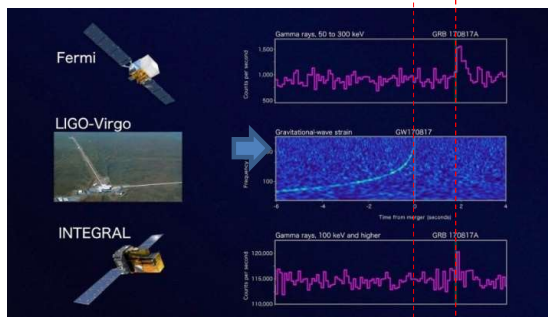 Fermi
Gamma rays, 50 to 300 keV
GRB 170817A
Counts per second
1,500
1,000
500
LIGO-Virgo
Gravitational-wave strain
GW170817
Frequency
100
-6
-4
-2
0
2
4
Time from merger (seconds)
INTEGRAL
Gamma rays, 100 keV and higher
GRB 170817A
Counts per second
120,000
115,000
110,000